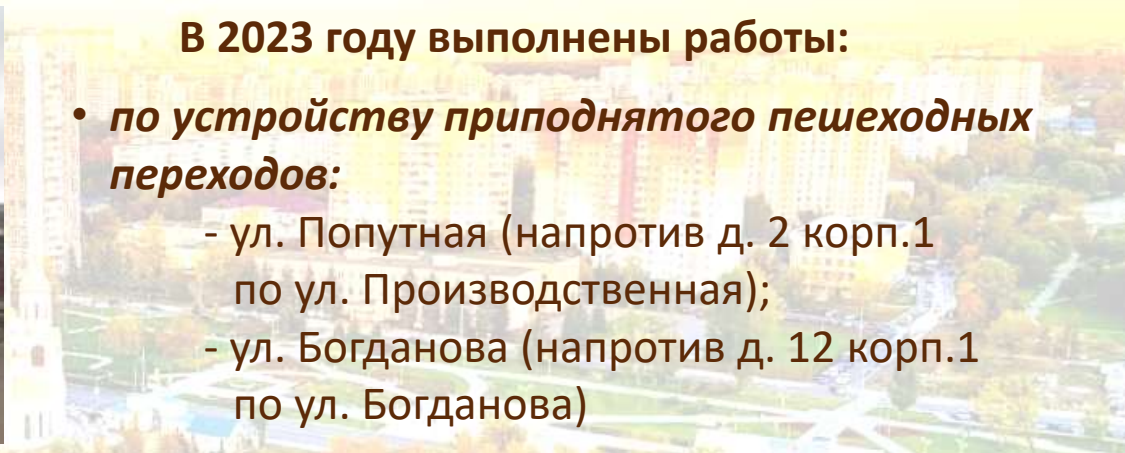 В 2023 году выполнены работы:
• по устройству приподнятого пешеходных
переходов:
- ул. Попутная (напротив д. 2 корп.1
по ул. Производственная);
- ул. Богданова (напротив д. 12 корп.1
по ул. Богданова)